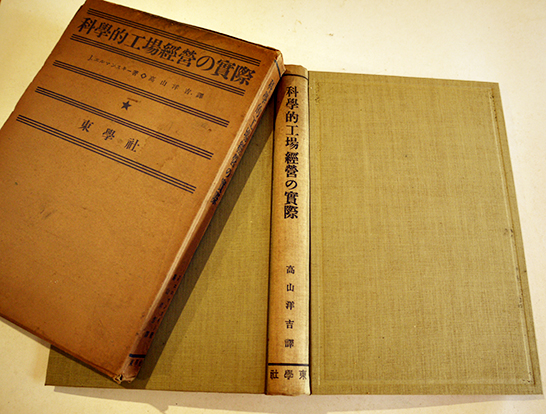 科學的工場經營の實際
高山洋吉譯
東學社
科學的工場經營の實際
高山洋吉譯
東學社